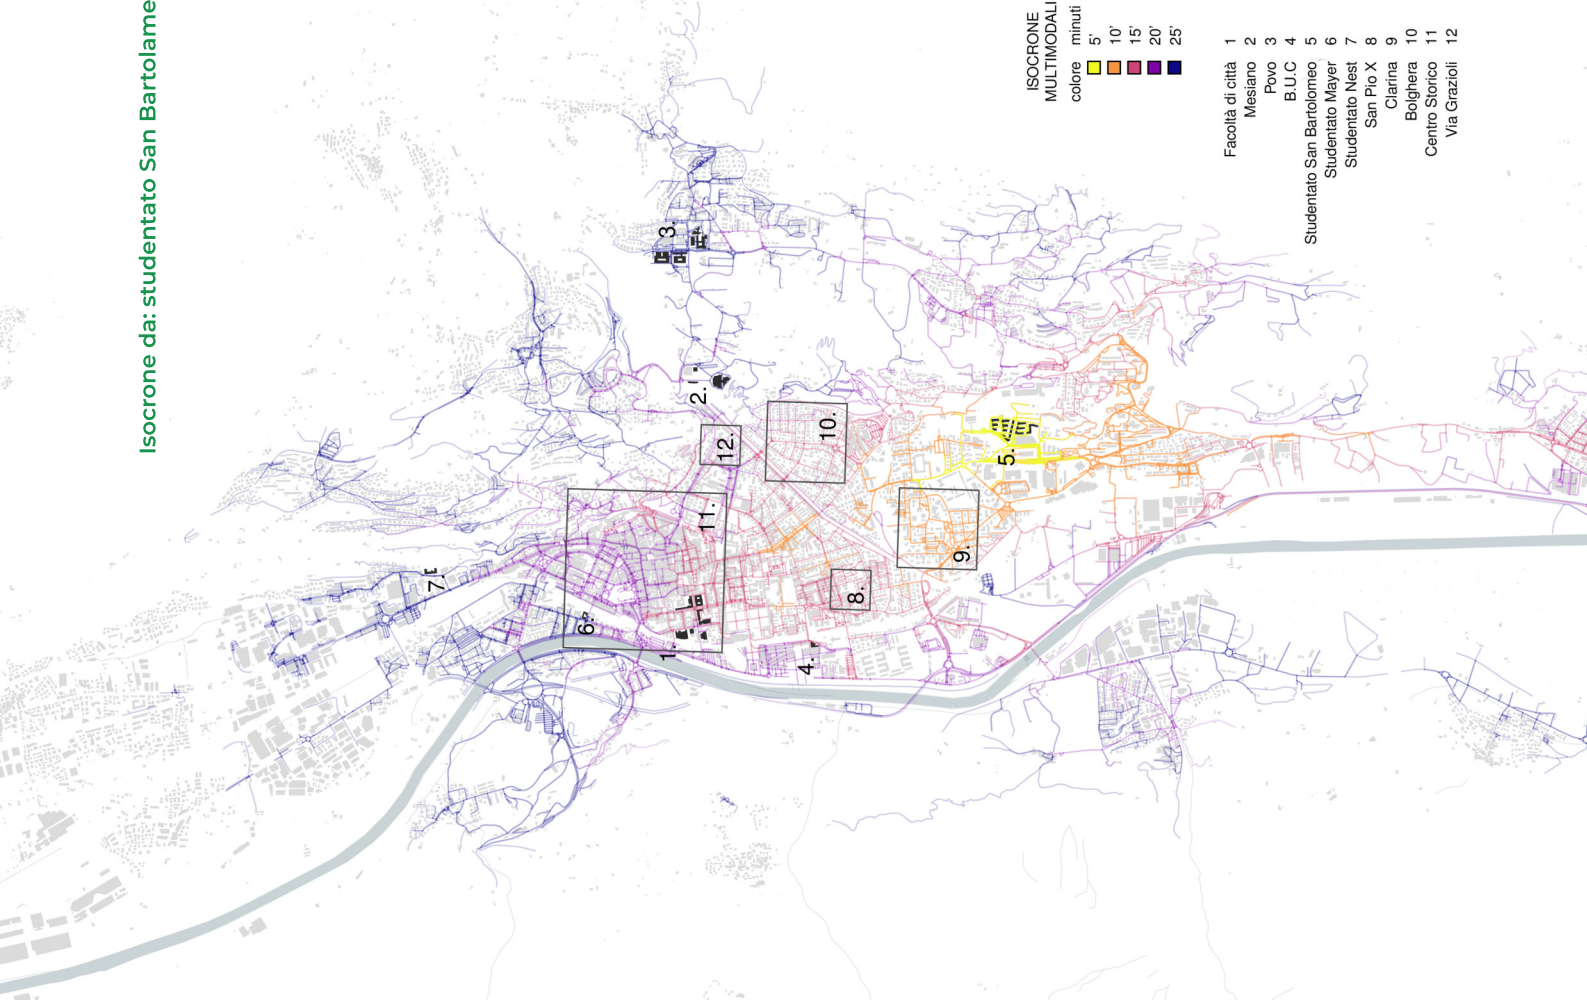 Isocrone da: studentato San Bartolame
ISOCRONE
MULTIMODALI
colore minuti
5'
10'
15'
20'
25'
Facoltà di città 1
Mesiano 2
Povo 3
B.U.C 4
Studentato San Bartolomeo 5
Studentato Mayer 6
Studentato Nest 7
San Pio X 8
Clarina 9
Bolghera 10
Centro Storico 11
Via Grazioli 12
3.
2.
12.
10.
5.
11.
9.
7.
8.
6.
1.
4.